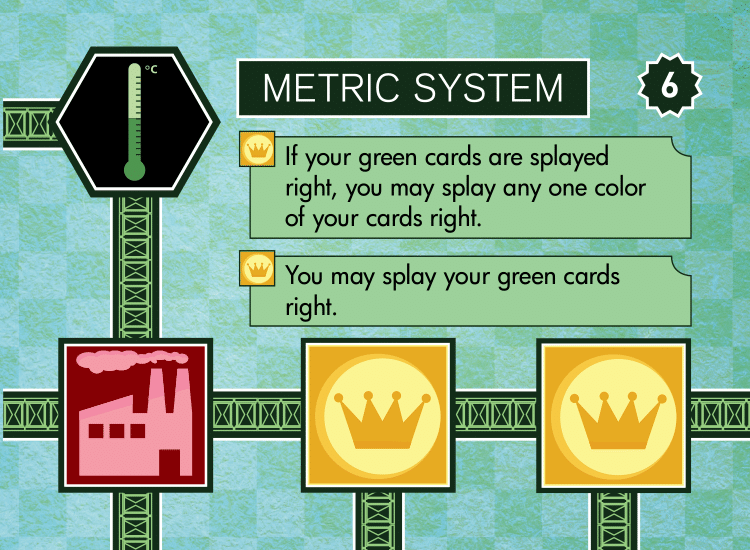 °C
METRIC SYSTEM
6
If your green cards are splayed
right, you may splay any one color
of your cards right.
You may splay your green cards
right.